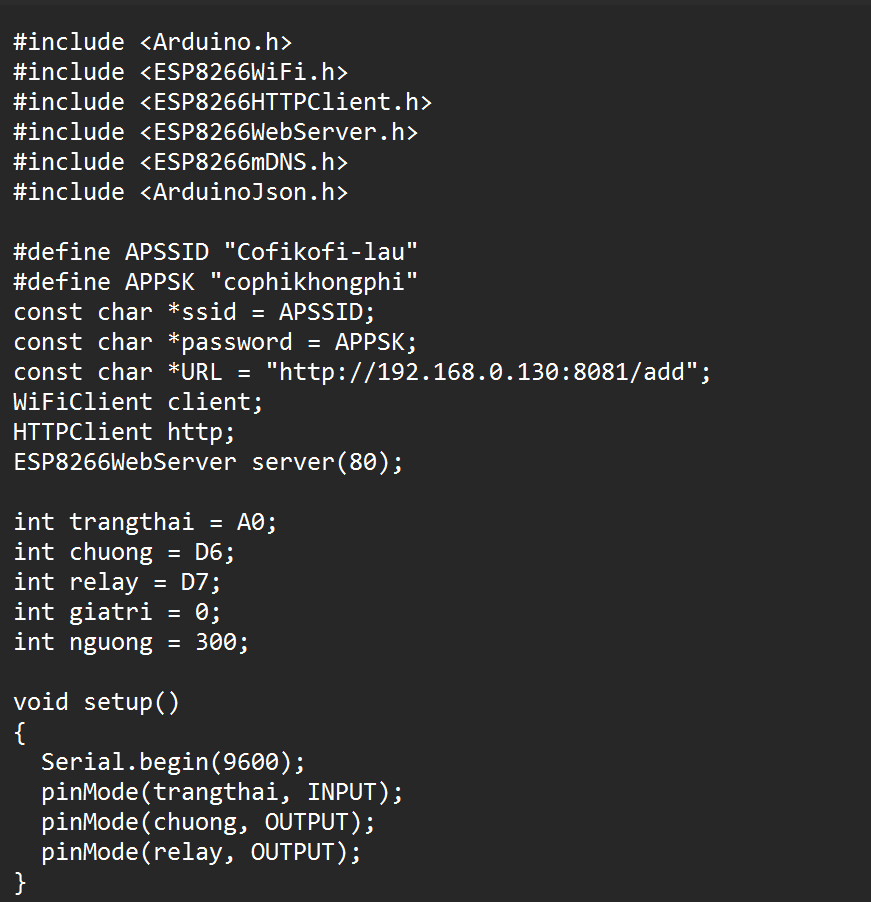 #include <Arduino.h>
#include <ESP8266WiFi.h>
#include <ESP8266HTTPClient.h>
#include <ESP8266WebServer.h>
#include <ESP8266mDNS.h>
#include <ArduinoJson.h>

#define APSSID "Cofikofi-lau"
#define APPSK "cophikhongphi"
const char *ssid = APSSID;
const char *password = APPSK;
const char *URL = "http://192.168.0.130:8081/add";
WiFiClient client;
HTTPClient http;
ESP8266WebServer server(80);

int trangthai = A0;
int chuong = D6;
int relay = D7;
int giatri = 0;
int nguong = 300;

void setup()
{
  Serial.begin(9600);
  pinMode(trangthai, INPUT);
  pinMode(chuong, OUTPUT);
  pinMode(relay, OUTPUT);
}